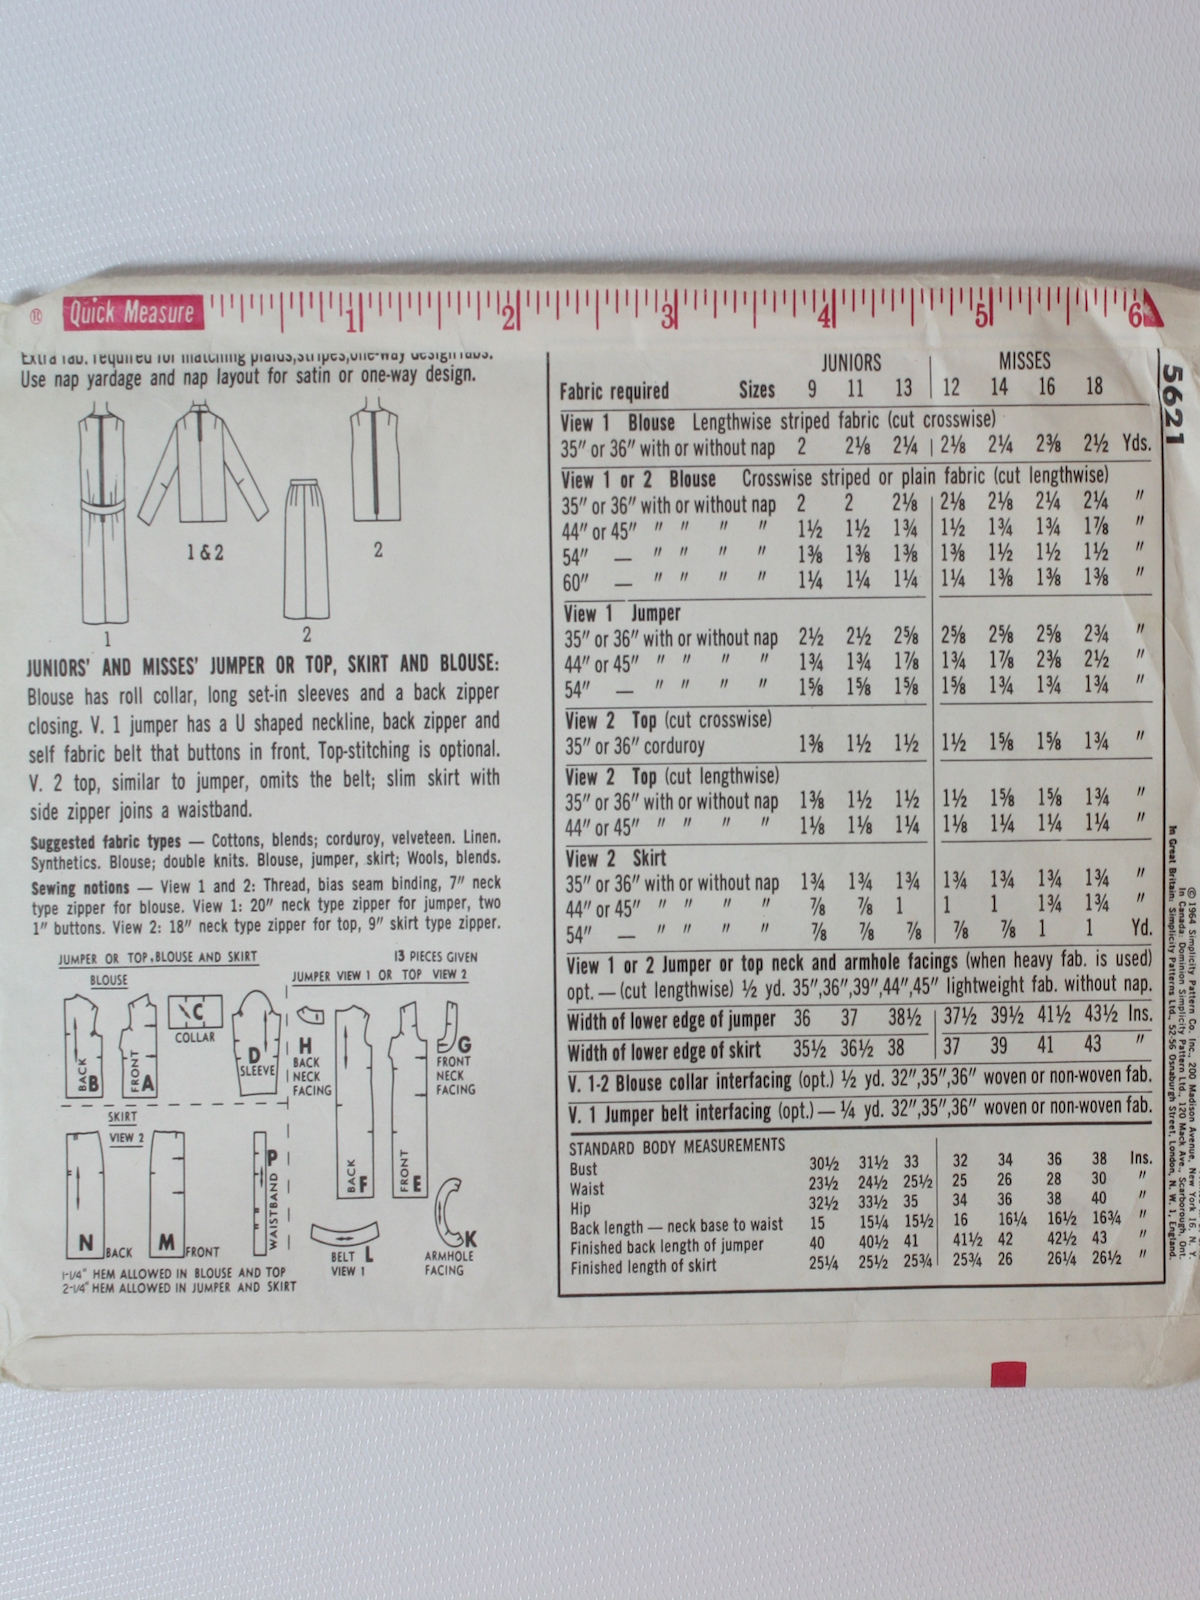 ® Quick Measure 1 2 3 4 5 6
Extra fab. required for matching plaids, stripes, one-way design fabs.
Use nap yardage and nap layout for satin or one-way design.
1
1 & 2
2
2
JUNIORS' AND MISSES' JUMPER OR TOP, SKIRT AND BLOUSE:
Blouse has roll collar, long set-in sleeves and a back zipper
closing. V. 1 jumper has a U shaped neckline, back zipper and
self fabric belt that buttons in front. Top-stitching is optional.
V. 2 top, similar to jumper, omits the belt; slim skirt with
side zipper joins a waistband.
Suggested fabric types — Cottons, blends; corduroy, velveteen. Linen.
Synthetics. Blouse; double knits. Blouse, jumper, skirt; Wools, blends.
Sewing notions — View 1 and 2: Thread, bias seam binding, 7" neck
type zipper for blouse. View 1: 20" neck type zipper for jumper, two
1" buttons. View 2: 18" neck type zipper for top, 9" skirt type zipper.
JUMPER OR TOP, BLOUSE AND SKIRT
13 PIECES GIVEN
BLOUSE
JUMPER VIEW 1 OR TOP VIEW 2
BACK B
FRONT A
C
COLLAR
D
SLEEVE
H
BACK
NECK
FACING
G
FRONT
NECK
FACING
BACK F
FRONT E
SKIRT
VIEW 2
N BACK
M FRONT
P
WAISTBAND
BELT L
VIEW 1
K
ARMHOLE
FACING
1-1/4" HEM ALLOWED IN BLOUSE AND TOP
2-1/4" HEM ALLOWED IN JUMPER AND SKIRT
JUNIORS MISSES
Fabric required Sizes 9 11 13 12 14 16 18
View 1 Blouse Lengthwise striped fabric (cut crosswise)
35" or 36" with or without nap 2 2⅛ 2¼ 2⅛ 2¼ 2⅜ 2½ Yds.
View 1 or 2 Blouse Crosswise striped or plain fabric (cut lengthwise)
35" or 36" with or without nap 2 2 2⅛ 2⅛ 2⅛ 2¼ 2¼ "
44" or 45" " " " " 1½ 1½ 1¾ 1½ 1¾ 1¾ 1⅞ "
54" — " " " " 1⅜ 1⅜ 1⅜ 1⅜ 1½ 1½ 1½ "
60" — " " " " 1¼ 1¼ 1¼ 1¼ 1⅜ 1⅜ 1⅜ "
View 1 Jumper
35" or 36" with or without nap 2½ 2½ 2⅝ 2⅝ 2⅝ 2⅝ 2¾ "
44" or 45" " " " " 1¾ 1¾ 1⅞ 1¾ 1⅞ 2⅜ 2½ "
54" — " " " " 1⅝ 1⅝ 1⅝ 1⅝ 1¾ 1¾ 1¾ "
View 2 Top (cut crosswise)
35" or 36" corduroy 1⅜ 1½ 1½ 1½ 1⅝ 1⅝ 1¾ "
View 2 Top (cut lengthwise)
35" or 36" with or without nap 1⅜ 1½ 1½ 1½ 1⅝ 1⅝ 1¾ "
44" or 45" " " " " 1⅛ 1⅛ 1¼ 1⅛ 1¼ 1¼ 1¼ "
View 2 Skirt
35" or 36" with or without nap 1¾ 1¾ 1¾ 1¾ 1¾ 1¾ 1¾ "
44" or 45" " " " " ⅞ ⅞ 1 1 1 1¾ 1¾ "
54" — " " " " ⅞ ⅞ ⅞ ⅞ ⅞ 1 1 Yd.
View 1 or 2 Jumper or top neck and armhole facings (when heavy fab. is used)
opt. — (cut lengthwise) ½ yd. 35",36",39",44",45" lightweight fab. without nap.
Width of lower edge of jumper 36 37 38½ 37½ 39½ 41½ 43½ Ins.
Width of lower edge of skirt 35½ 36½ 38 37 39 41 43 "
V. 1-2 Blouse collar interfacing (opt.) ½ yd. 32",35",36" woven or non-woven fab.
V. 1 Jumper belt interfacing (opt.) — ¼ yd. 32",35",36" woven or non-woven fab.
STANDARD BODY MEASUREMENTS
Bust 30½ 31½ 33 32 34 36 38 Ins.
Waist 23½ 24½ 25½ 25 26 28 30 "
Hip 32½ 33½ 35 34 36 38 40 "
Back length — neck base to waist 15 15¼ 15½ 16 16¼ 16½ 16¾ "
Finished back length of jumper 40 40½ 41 41½ 42 42½ 43 "
Finished length of skirt 25¼ 25½ 25¾ 25¾ 26 26¼ 26½ "
5621
© 1964 Simplicity Pattern Co. Inc. 200 Madison Avenue, New York 16, N. Y.
In Canada: Dominion Simplicity Patterns Ltd., 120 Mack Ave., Scarborough, Ont.
In Great Britain: Simplicity Patterns Ltd., 52-56 Osnaburgh Street, London, N. W. 1, England.